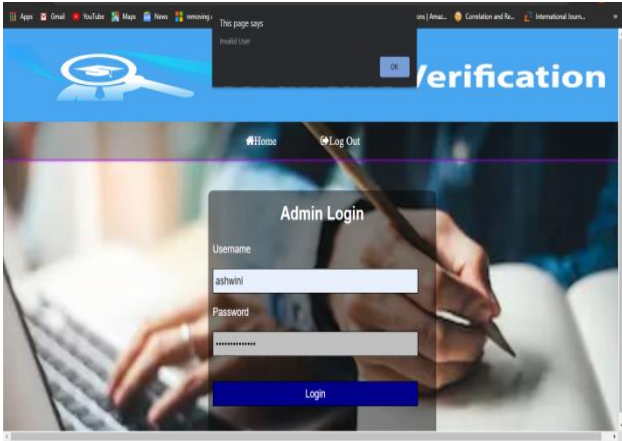 Apps Gmail YouTube Maps News removing a
ons | Amaz... Correlation and Re... International Journ... »
This page says
Invalid User
OK
Verification
Home Log Out
Admin Login
Username
ashwini
Password
••••••••••••••
Login